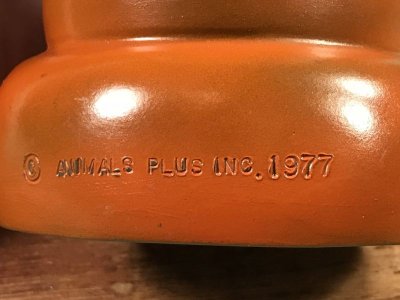 © ANIMALS PLUS INC. 1977